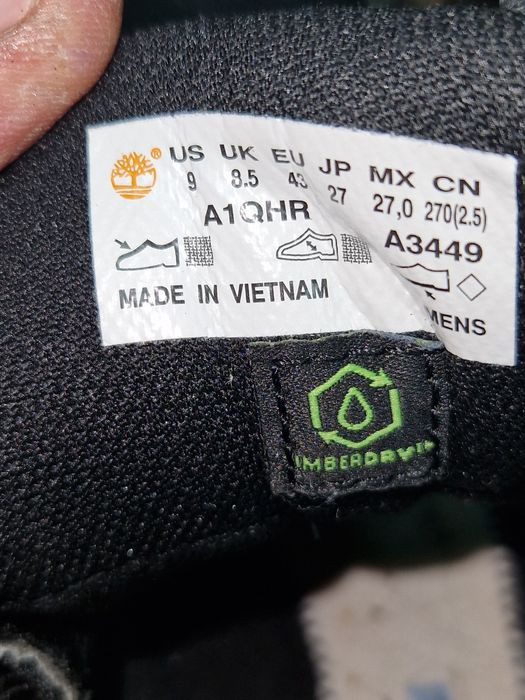 ® US UK EU JP MX CN
9 8.5 43 27 27,0 270(2.5)
A1QHR A3449
MADE IN VIETNAM
MENS
IMBERDRY